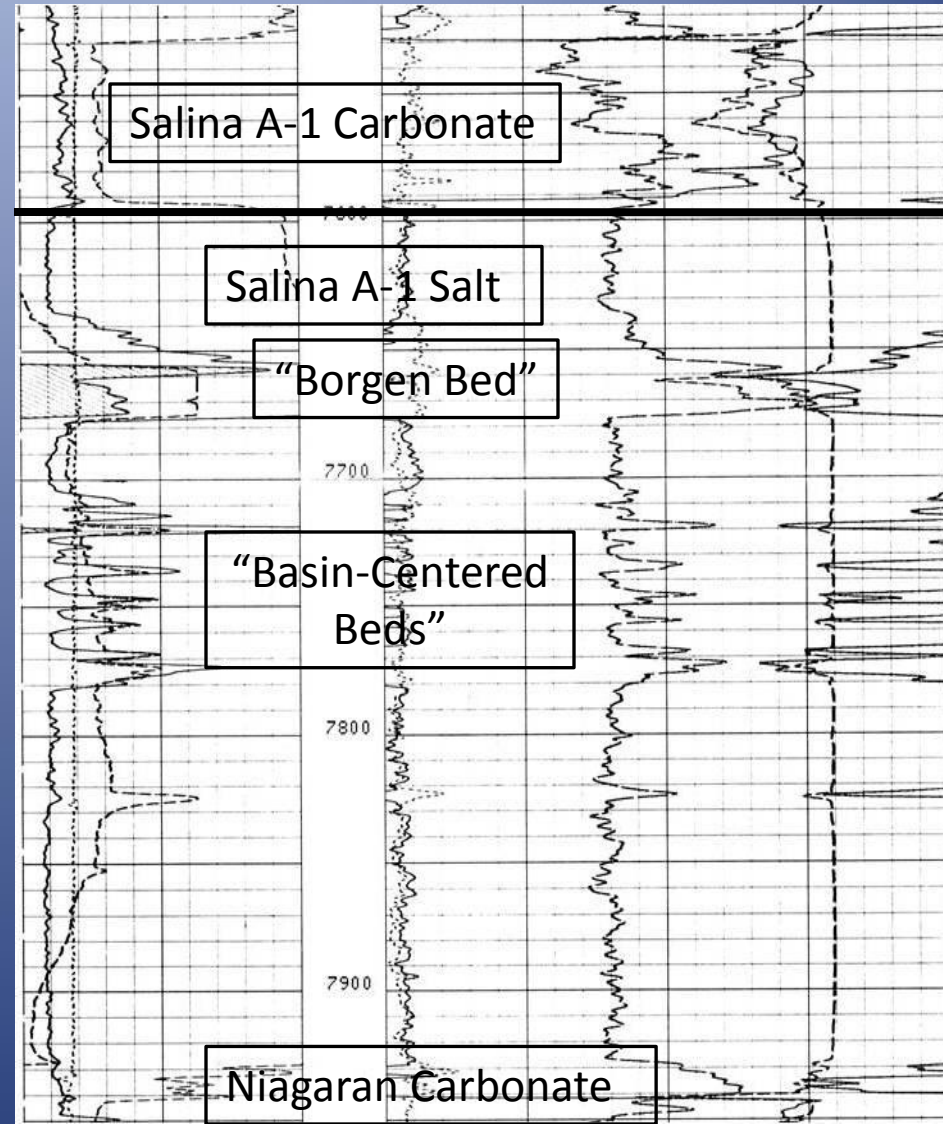 Salina A-1 Carbonate
7600
Salina A-1 Salt
“Borgen Bed”
7700
“Basin-Centered
Beds”
7800
7900
Niagaran Carbonate